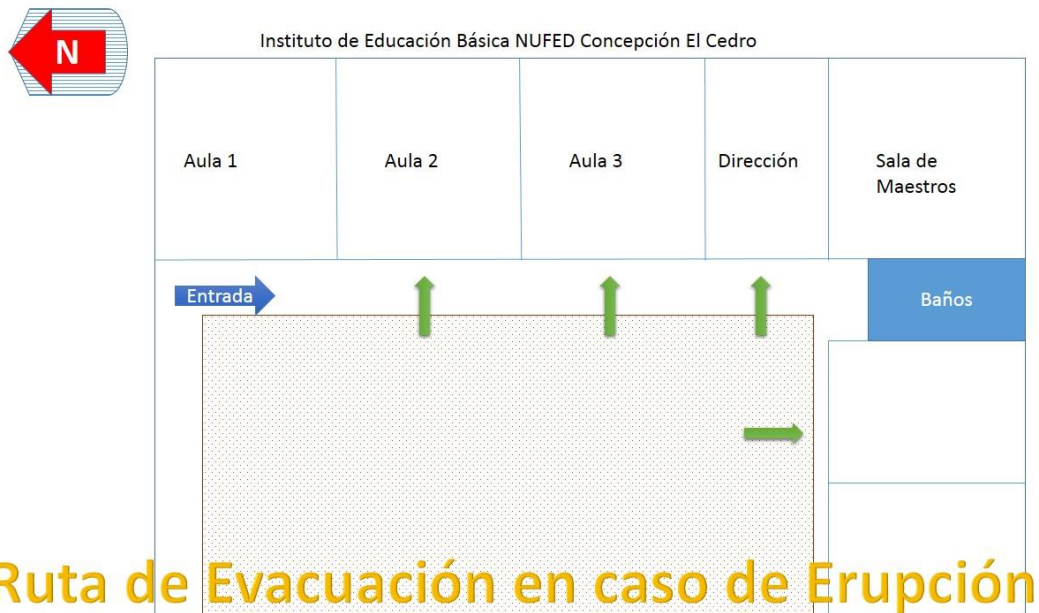 N
Instituto de Educación Básica NUFED Concepción El Cedro
Aula 1
Aula 2
Aula 3
Dirección
Sala de
Maestros
Entrada
Baños
Ruta de Evacuación en caso de Erupción